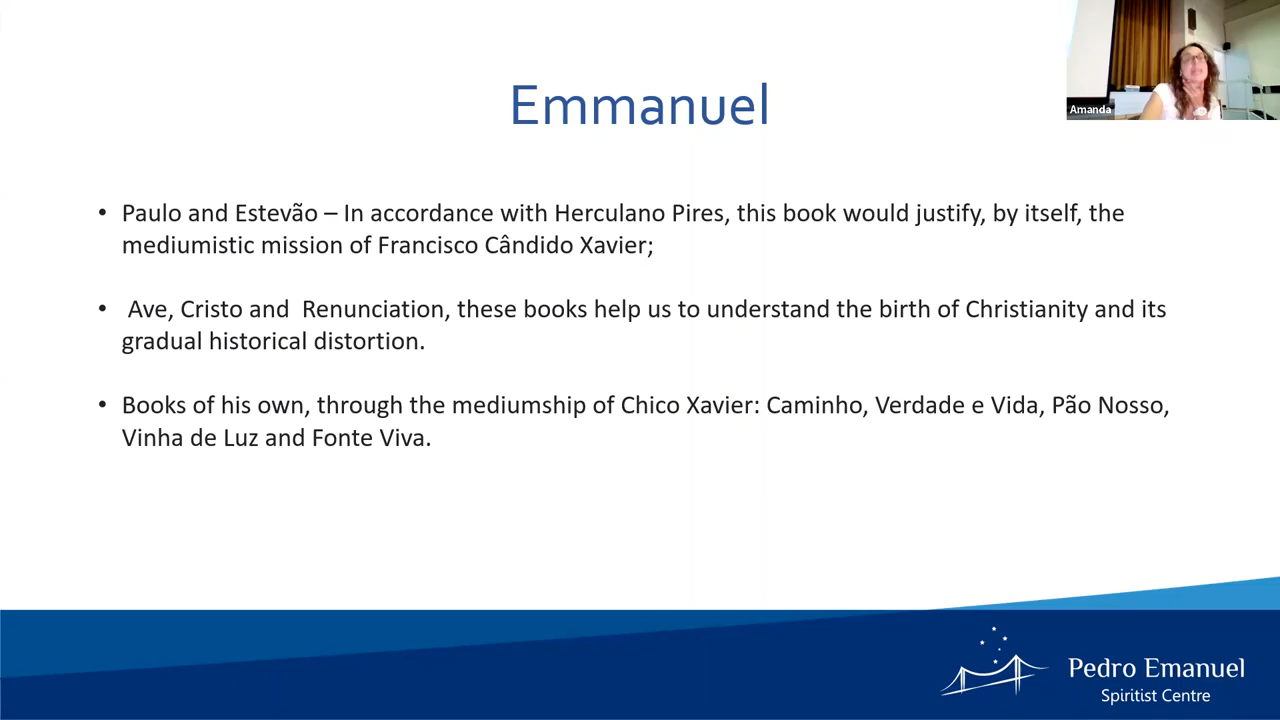 Emmanuel
Amanda
• Paulo and Estevão – In accordance with Herculano Pires, this book would justify, by itself, the
mediumistic mission of Francisco Cândido Xavier;
• Ave, Cristo and Renunciation, these books help us to understand the birth of Christianity and its
gradual historical distortion.
• Books of his own, through the mediumship of Chico Xavier: Caminho, Verdade e Vida, Pão Nosso,
Vinha de Luz and Fonte Viva.
Pedro Emanuel
Spiritist Centre